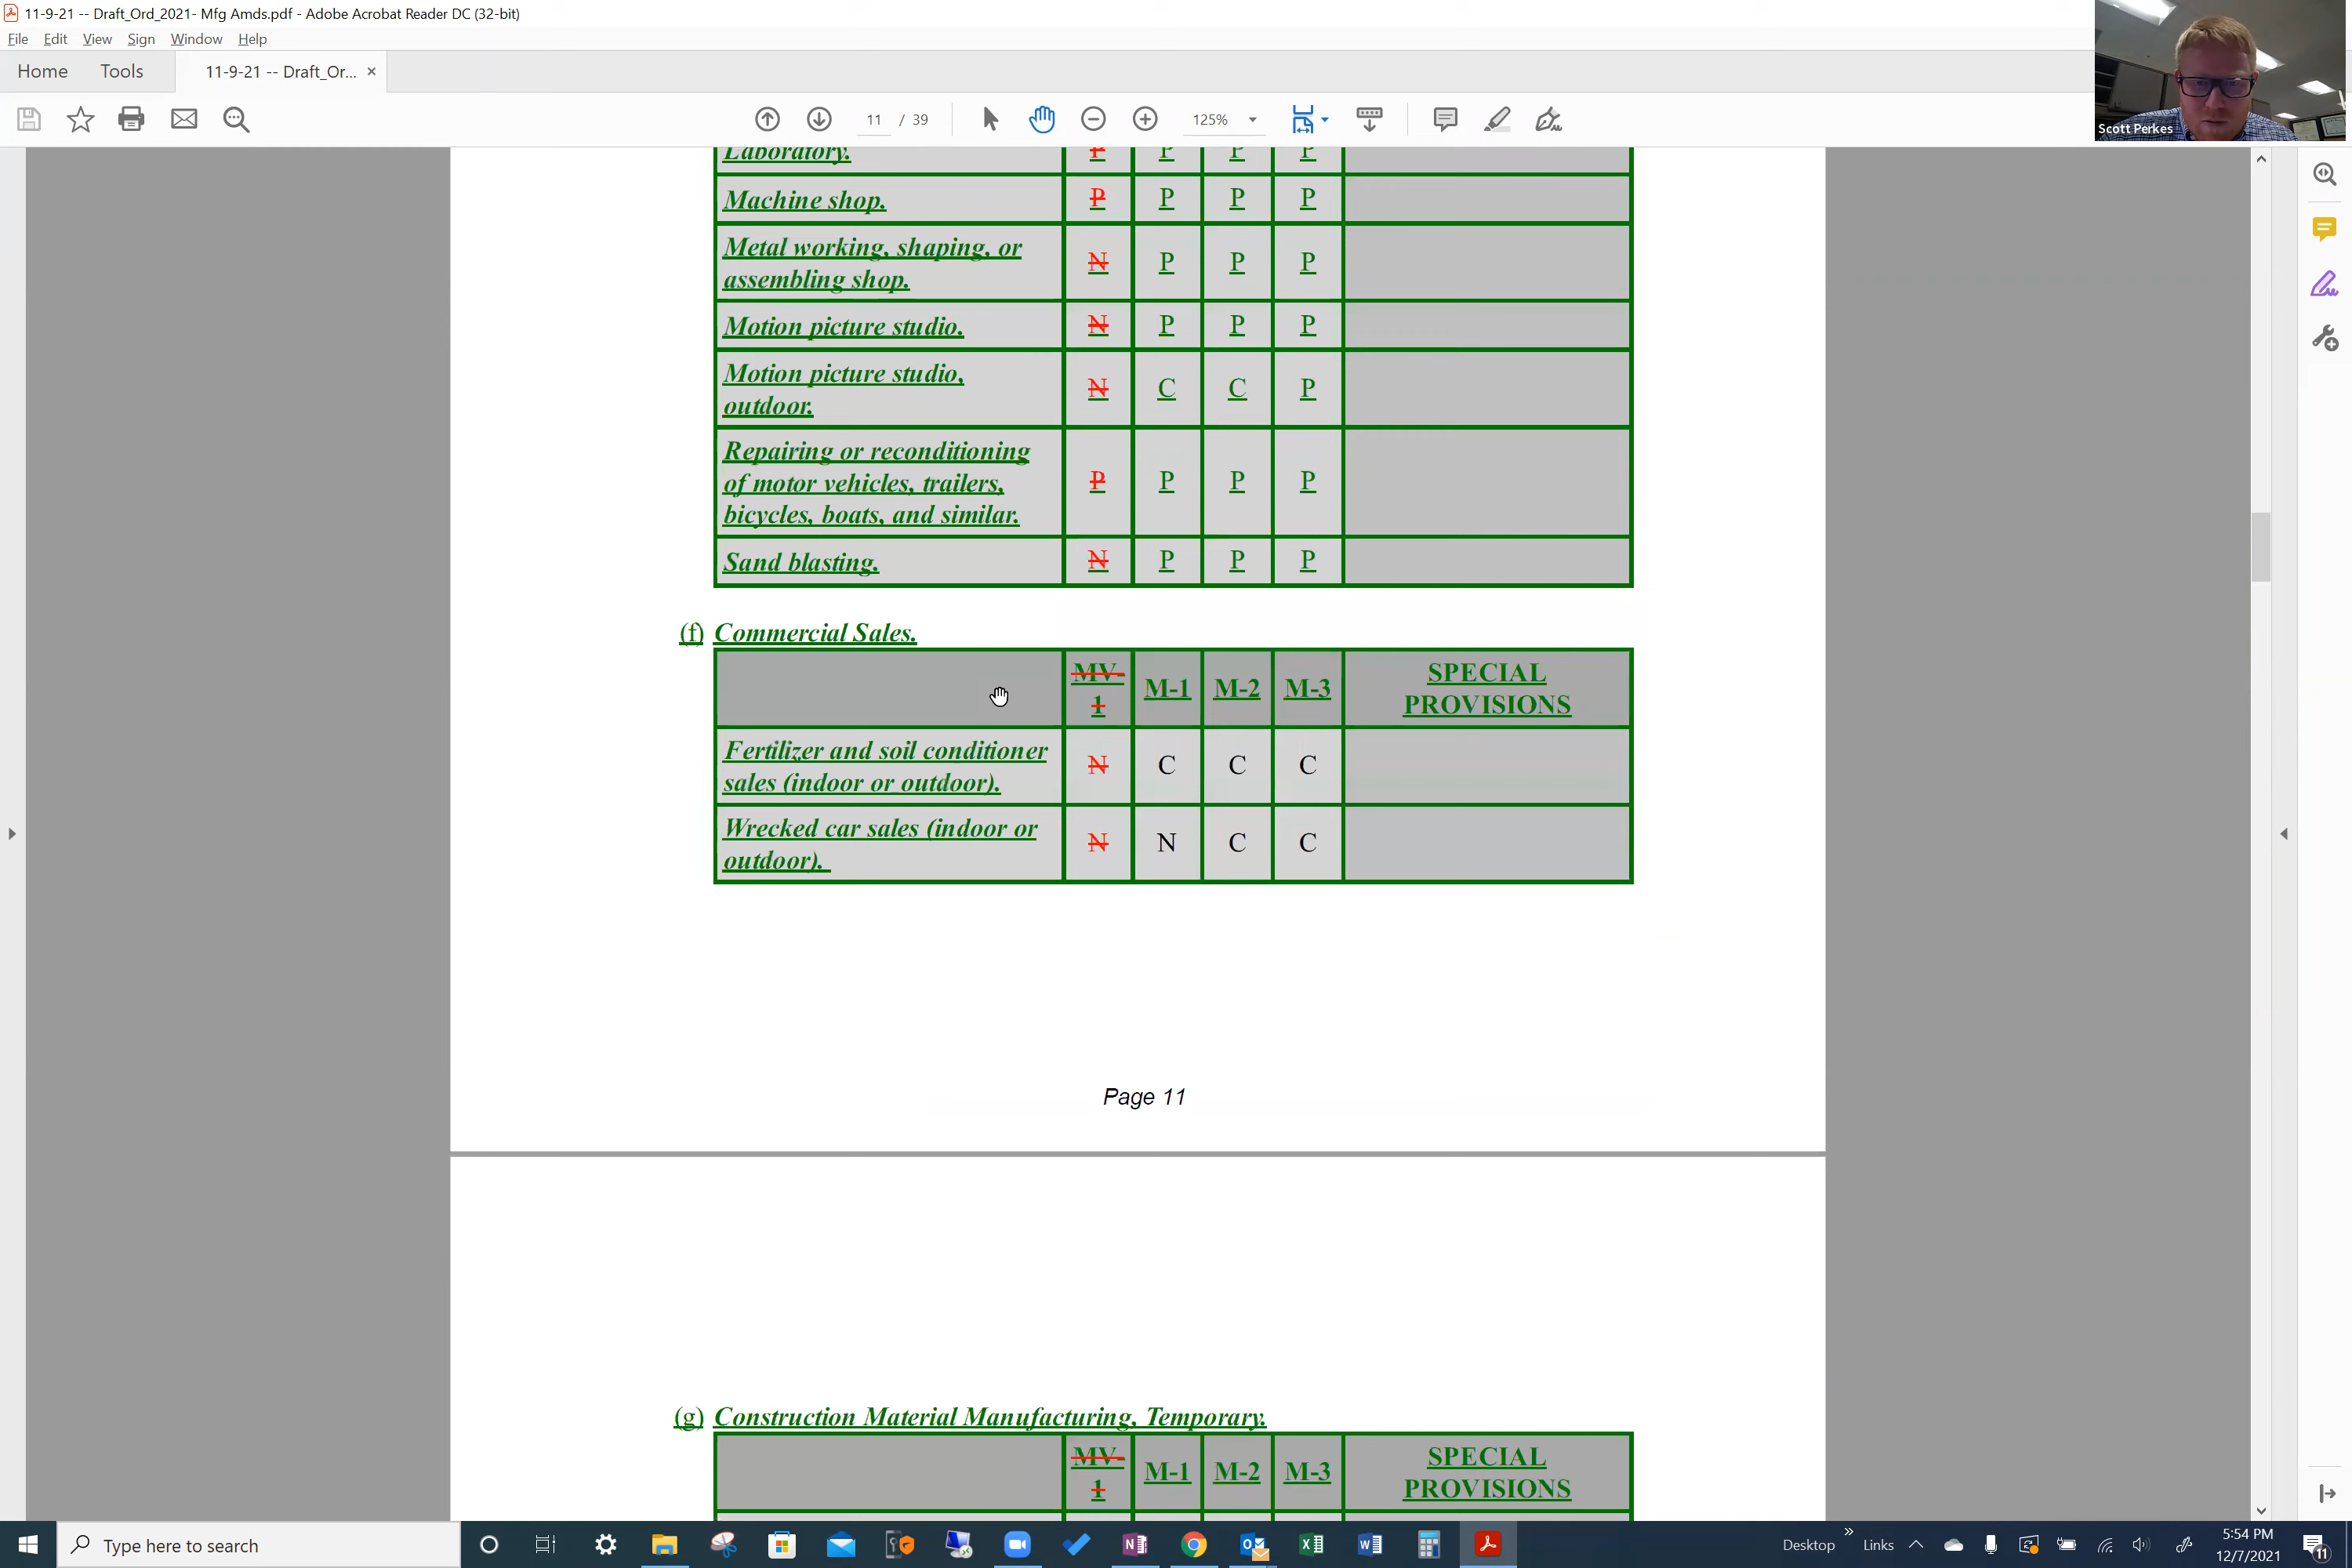 11-9-21 -- Draft_Ord_2021- Mfg Amds.pdf - Adobe Acrobat Reader DC (32-bit)
File Edit View Sign Window Help
Home Tools 11-9-21 -- Draft_Or... ×
11 / 39 125%
Scott Perkes
Laboratory. P P P P
Machine shop. P P P P
Metal working, shaping, or
assembling shop. N P P P
Motion picture studio. N P P P
Motion picture studio,
outdoor. N C C P
Repairing or reconditioning
of motor vehicles, trailers,
bicycles, boats, and similar. P P P P
Sand blasting. N P P P
(f) Commercial Sales.
MV-
1 M-1 M-2 M-3 SPECIAL
PROVISIONS
Fertilizer and soil conditioner
sales (indoor or outdoor). N C C C
Wrecked car sales (indoor or
outdoor). N N C C
Page 11
(g) Construction Material Manufacturing, Temporary.
MV-
1 M-1 M-2 M-3 SPECIAL
PROVISIONS
Type here to search
Desktop » Links
5:54 PM
12/7/2021
11